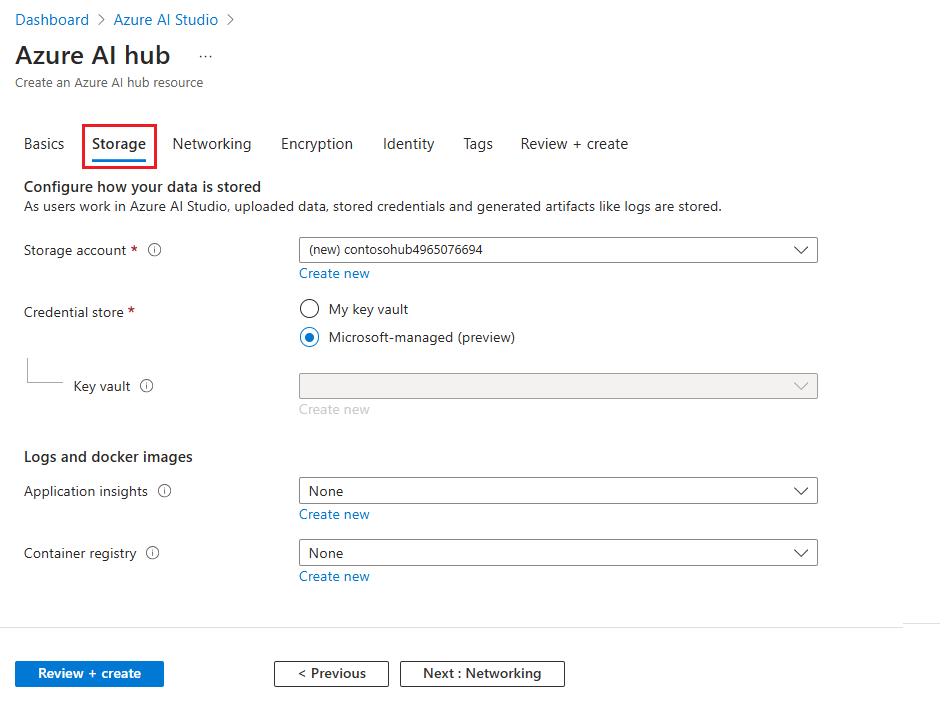 Dashboard > Azure AI Studio >
Azure AI hub ...
Create an Azure AI hub resource
Basics Storage Networking Encryption Identity Tags Review + create
Configure how your data is stored
As users work in Azure AI Studio, uploaded data, stored credentials and generated artifacts like logs are stored.
Storage account * (new) contosohub4965076694
Create new
Credential store * My key vault
Microsoft-managed (preview)
Key vault
Create new
Logs and docker images
Application insights None
Create new
Container registry None
Create new
Review + create < Previous Next : Networking